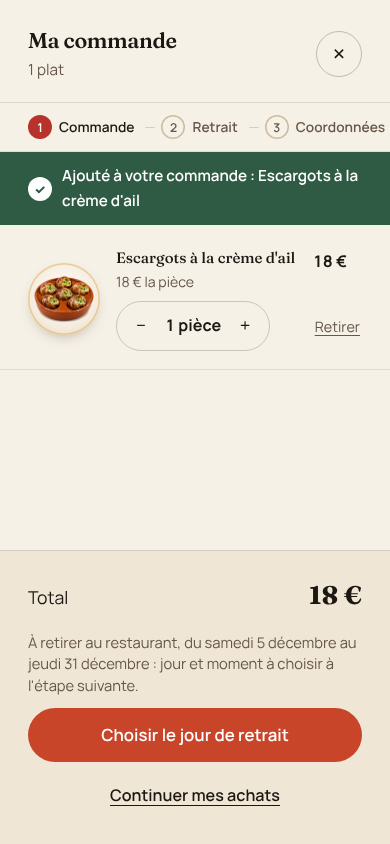 Ma commande
1 plat
✕
1 Commande — 2 Retrait — 3 Coordonnées
Ajouté à votre commande : Escargots à la
crème d'ail
Escargots à la crème d'ail 18 €
18 € la pièce
− 1 pièce +
Retirer
Total 18 €
À retirer au restaurant, du samedi 5 décembre au
jeudi 31 décembre : jour et moment à choisir à
l'étape suivante.
Choisir le jour de retrait
Continuer mes achats